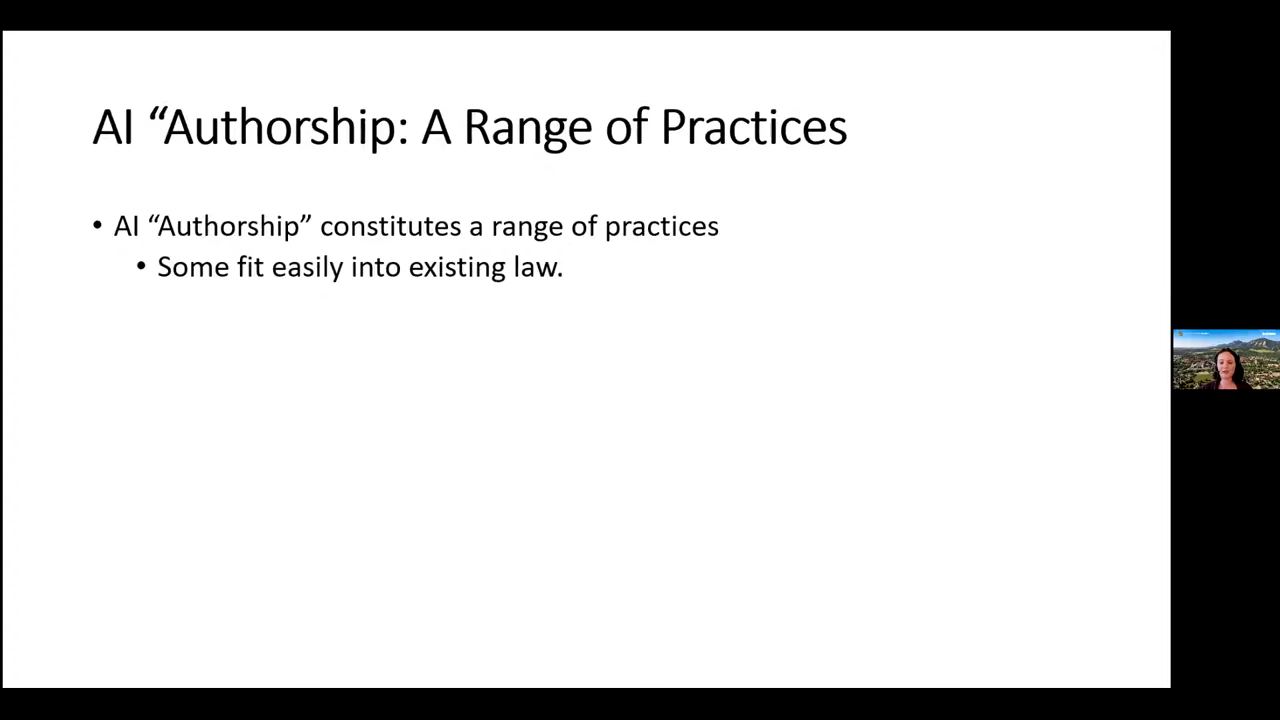 AI “Authorship: A Range of Practices
• AI “Authorship” constitutes a range of practices
• Some fit easily into existing law.